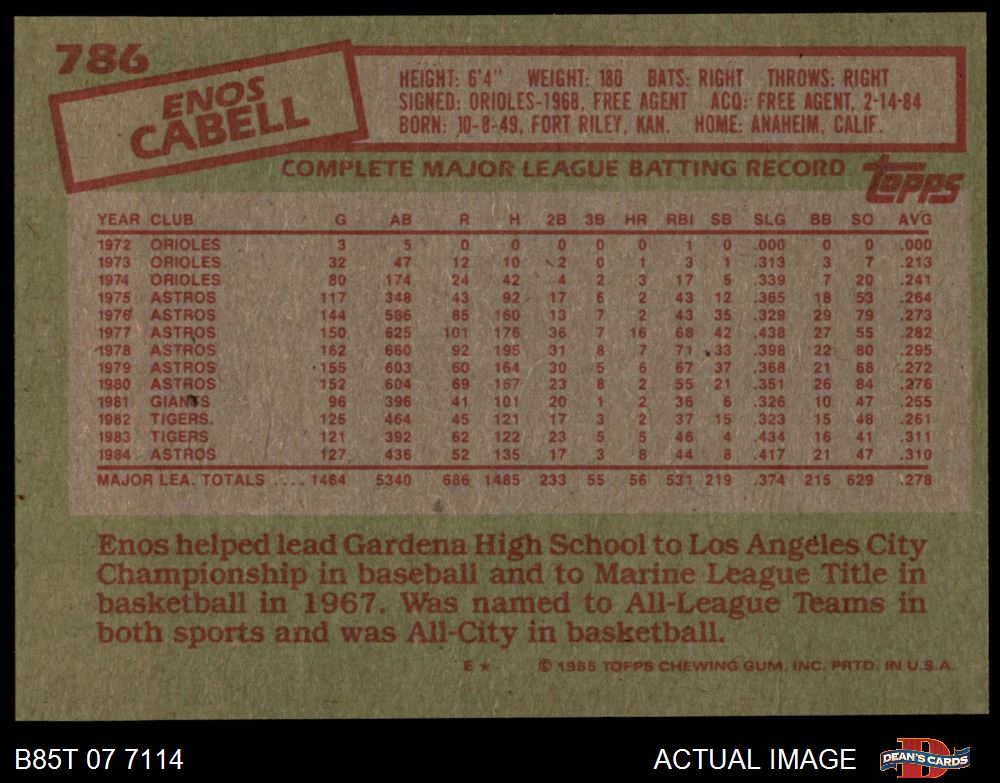 786
ENOS
CABELL
HEIGHT: 6'4" WEIGHT: 180 BATS: RIGHT THROWS: RIGHT
SIGNED: ORIOLES-1968, FREE AGENT ACQ: FREE AGENT, 2-14-84
BORN: 10-8-49, FORT RILEY, KAN. HOME: ANAHEIM, CALIF.
COMPLETE MAJOR LEAGUE BATTING RECORD
TOPPS
YEAR CLUB G AB R H 2B 3B HR RBI SB SLG BB SO AVG
1972 ORIOLES 3 5 0 0 0 0 0 1 0 .000 0 0 .000
1973 ORIOLES 32 47 12 10 2 0 1 3 1 .313 3 7 .213
1974 ORIOLES 80 174 24 42 4 2 3 17 5 .339 7 20 .241
1975 ASTROS 117 348 43 92 17 6 2 43 12 .365 18 53 .264
1976 ASTROS 144 586 85 160 13 7 2 43 35 .329 29 79 .273
1977 ASTROS 150 625 101 176 36 7 16 68 42 .438 27 55 .282
1978 ASTROS 162 660 92 195 31 8 7 71 33 .398 22 80 .295
1979 ASTROS 155 603 60 164 30 5 6 67 37 .368 21 68 .272
1980 ASTROS 152 604 69 167 23 8 2 55 21 .351 26 84 .276
1981 GIANTS 96 396 41 101 20 1 2 36 6 .326 10 47 .255
1982 TIGERS 125 464 45 121 17 3 2 37 15 .323 15 48 .261
1983 TIGERS 121 392 62 122 23 5 5 46 4 .434 16 41 .311
1984 ASTROS 127 436 52 135 17 3 8 44 8 .417 21 47 .310
MAJOR LEA. TOTALS .... 1464 5340 686 1485 233 55 56 531 219 .374 215 629 .278
Enos helped lead Gardena High School to Los Angeles City
Championship in baseball and to Marine League Title in
basketball in 1967. Was named to All-League Teams in
both sports and was All-City in basketball.
E * © 1985 TOPPS CHEWING GUM, INC. PRTD. IN U.S.A.
B85T 07 7114 ACTUAL IMAGE DEAN'S CARDS